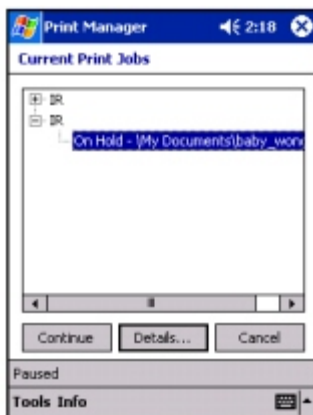 Print Manager 2:18
Current Print Jobs
IR
IR
On Hold - \My Documents\baby_won
Continue Details... Cancel
Paused
Tools Info